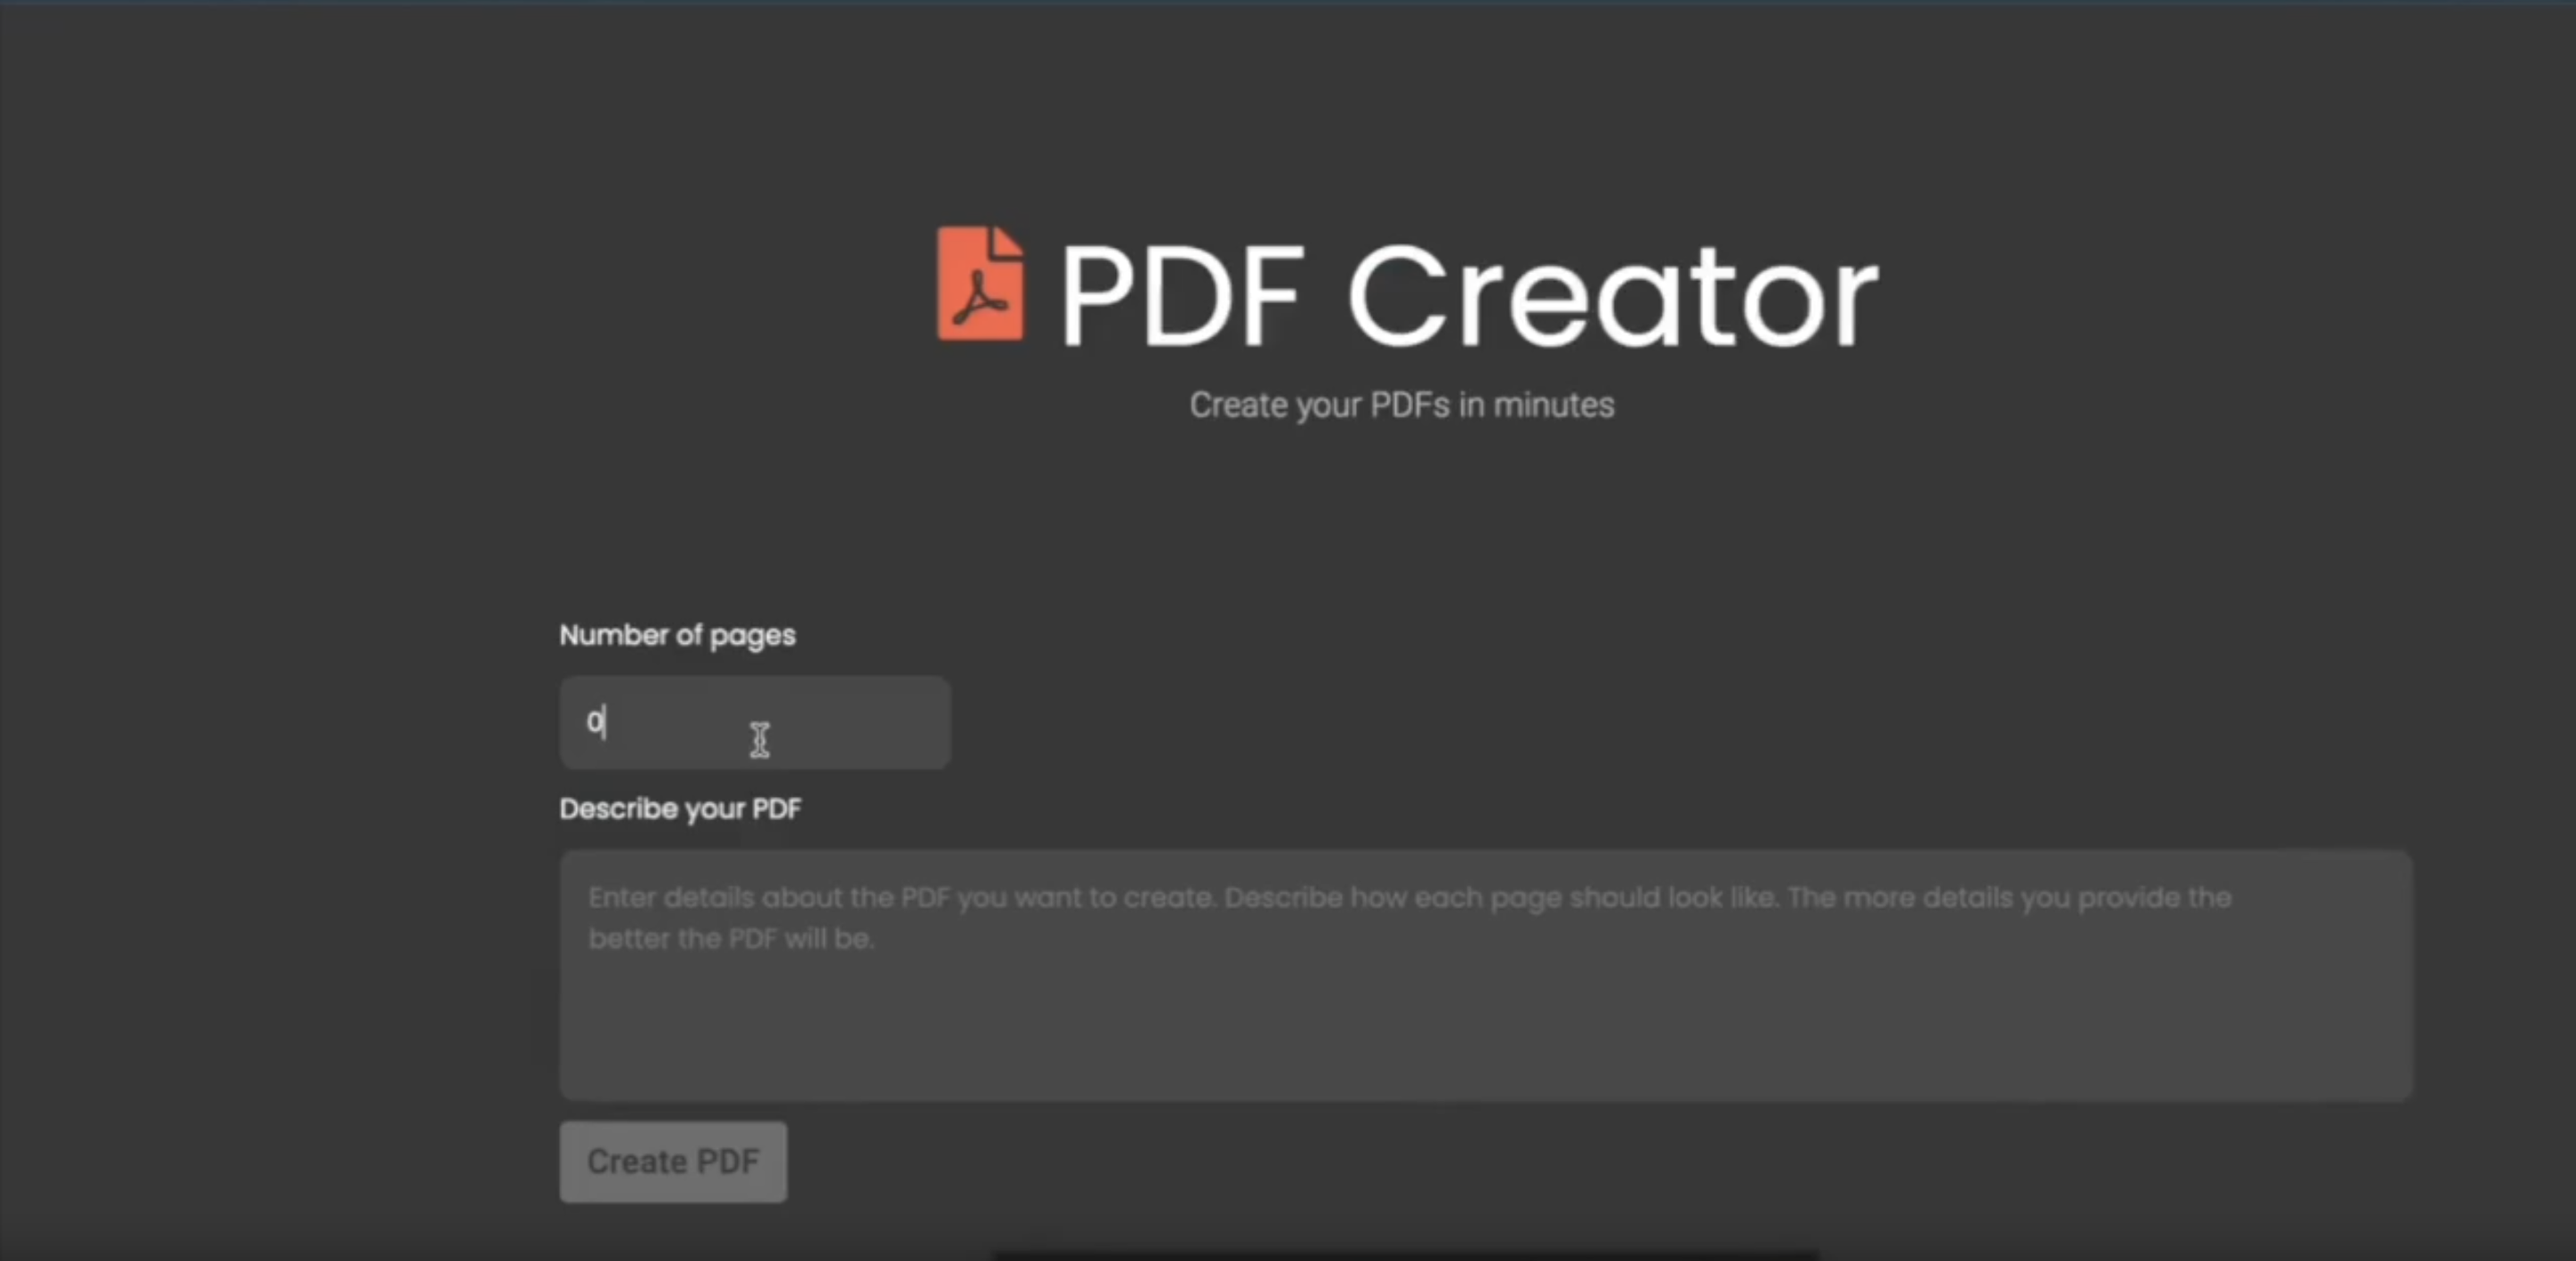 PDF Creator
Create your PDFs in minutes
Number of pages
0
Describe your PDF
Enter details about the PDF you want to create. Describe how each page should look like. The more details you provide the
better the PDF will be.
Create PDF